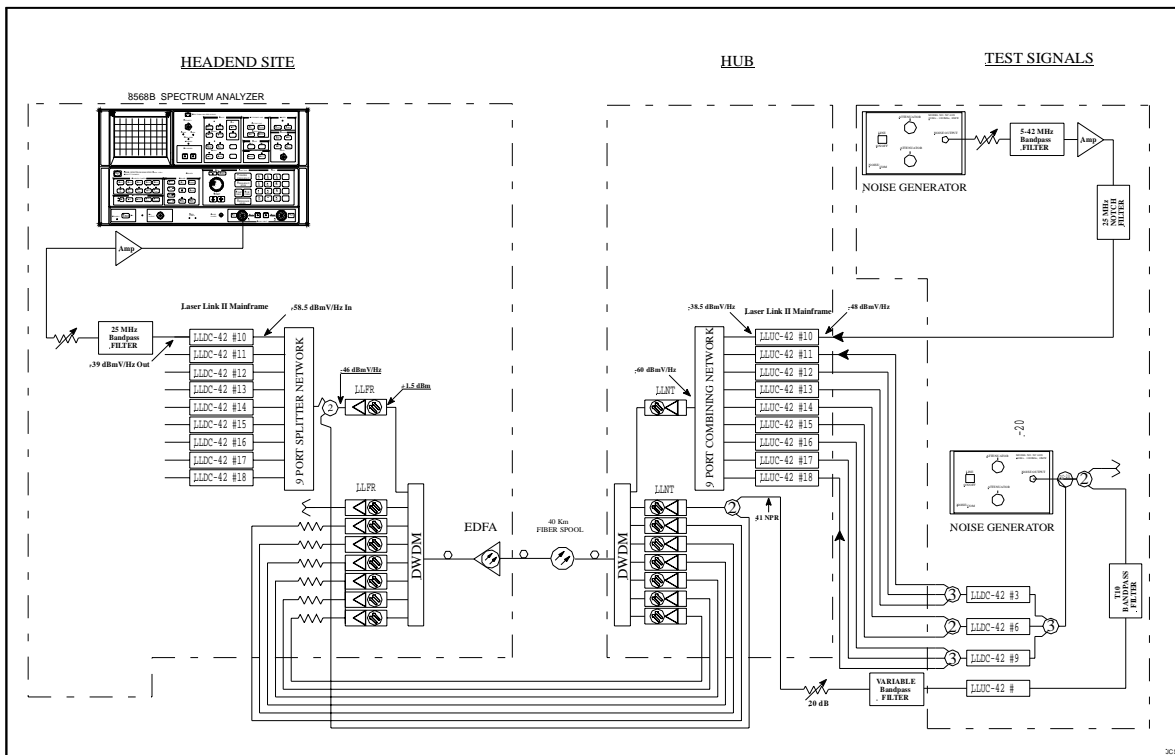 HEADEND SITE
HUB
TEST SIGNALS
8568B SPECTRUM ANALYZER
NOISE GENERATOR
5-42 MHz
Bandpass
FILTER
Amp
25 MHz
NOTCH
FILTER
Amp
Laser Link II Mainframe
-58.5 dBmV/Hz In
25 MHz
Bandpass
FILTER
-39 dBmV/Hz Out
LLDC-42 #10
LLDC-42 #11
LLDC-42 #12
LLDC-42 #13
LLDC-42 #14
LLDC-42 #15
LLDC-42 #16
LLDC-42 #17
LLDC-42 #18
9 PORT SPLITTER NETWORK
2
-46 dBmV/Hz
LLFR
+1.5 dBm
LLFR
DWDM
EDFA
40 Km
FIBER SPOOL
DWDM
LLNT
LLNT
-60 dBmV/Hz
9 PORT COMBINING NETWORK
-38.5 dBmV/Hz
Laser Link II Mainframe
-48 dBmV/Hz
LLUC-42 #10
LLUC-42 #11
LLUC-42 #12
LLUC-42 #13
LLUC-42 #14
LLUC-42 #15
LLUC-42 #16
LLUC-42 #17
LLUC-42 #18
2
41 NPR
-20
2
NOISE GENERATOR
T10
BANDPASS
FILTER
3
LLDC-42 #3
2
LLDC-42 #6
3
3
LLDC-42 #9
20 dB
VARIABLE
Bandpass
FILTER
LLUC-42 #